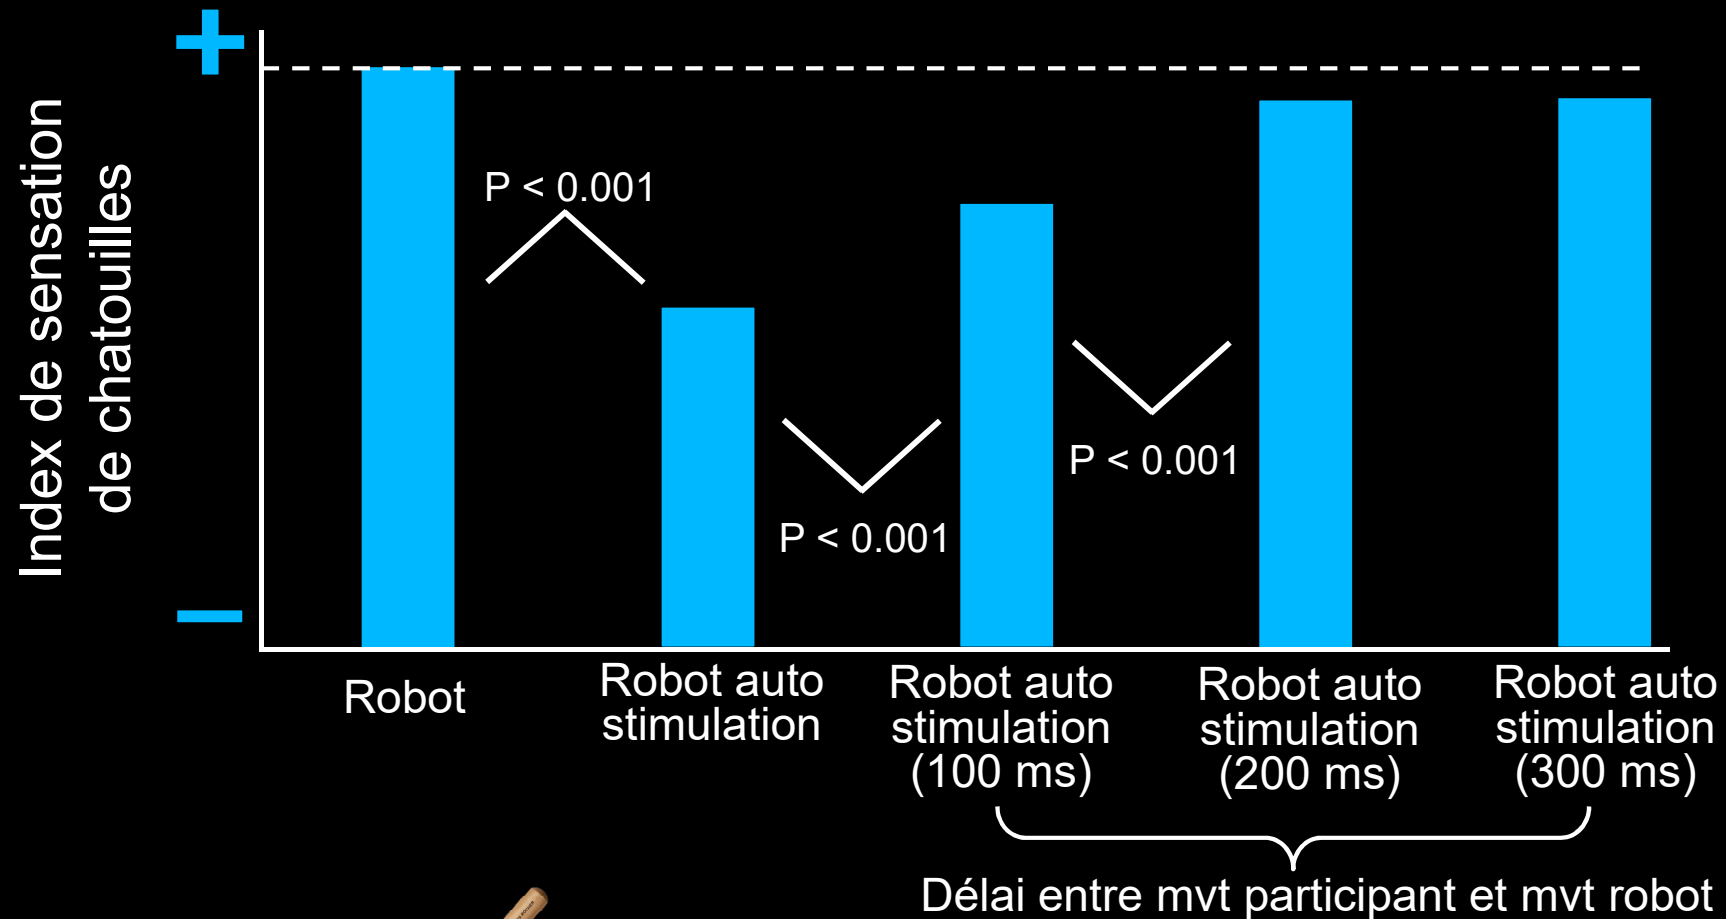 +
Index de sensation
de chatouilles
–
P < 0.001
P < 0.001
P < 0.001
Robot
Robot auto
stimulation
Robot auto
stimulation
(100 ms)
Robot auto
stimulation
(200 ms)
Robot auto
stimulation
(300 ms)
Délai entre mvt participant et mvt robot